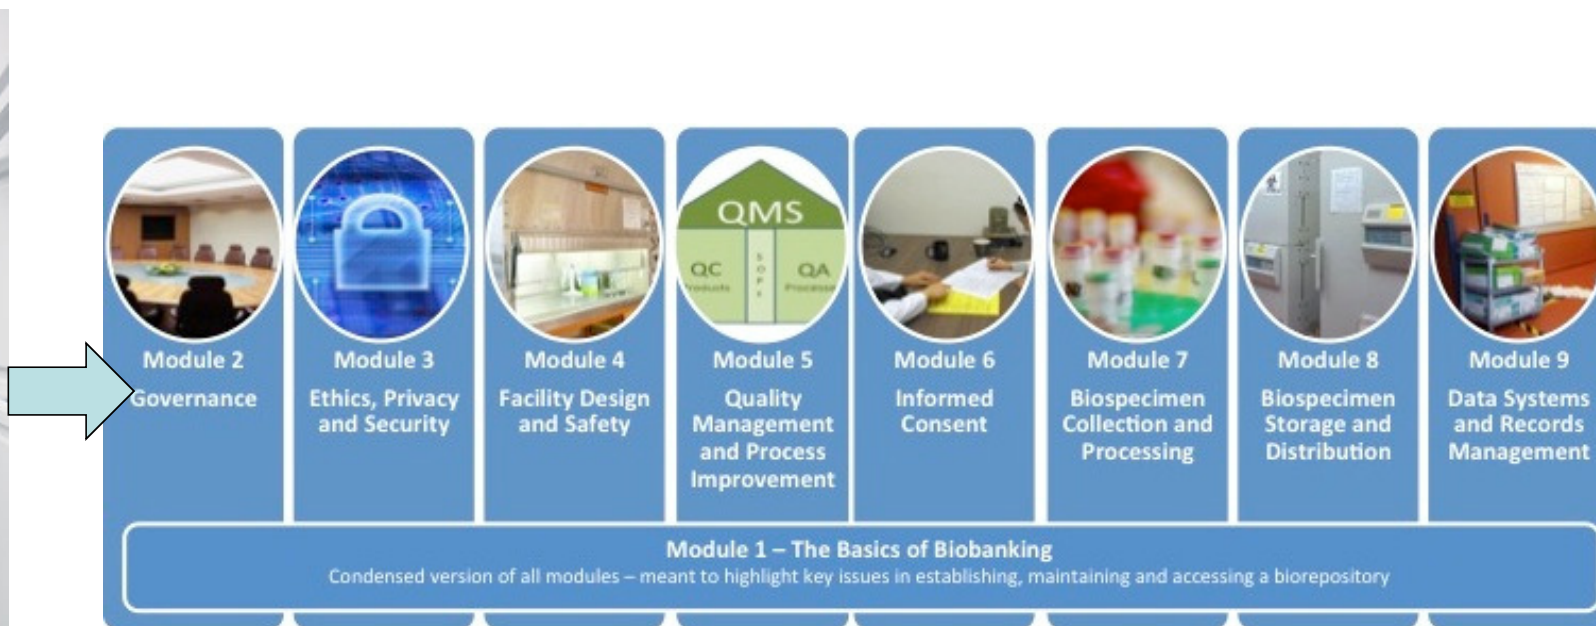 QMS
QC
Products
SOPs
QA
Module 2
Governance
Module 3
Ethics, Privacy
and Security
Module 4
Facility Design
and Safety
Module 5
Quality
Management
and Process
Improvement
Module 6
Informed
Consent
Module 7
Biospecimen
Collection and
Processing
Module 8
Biospecimen
Storage and
Distribution
Module 9
Data Systems
and Records
Management
Module 1 – The Basics of Biobanking
Condensed version of all modules – meant to highlight key issues in establishing, maintaining and accessing a biorepository